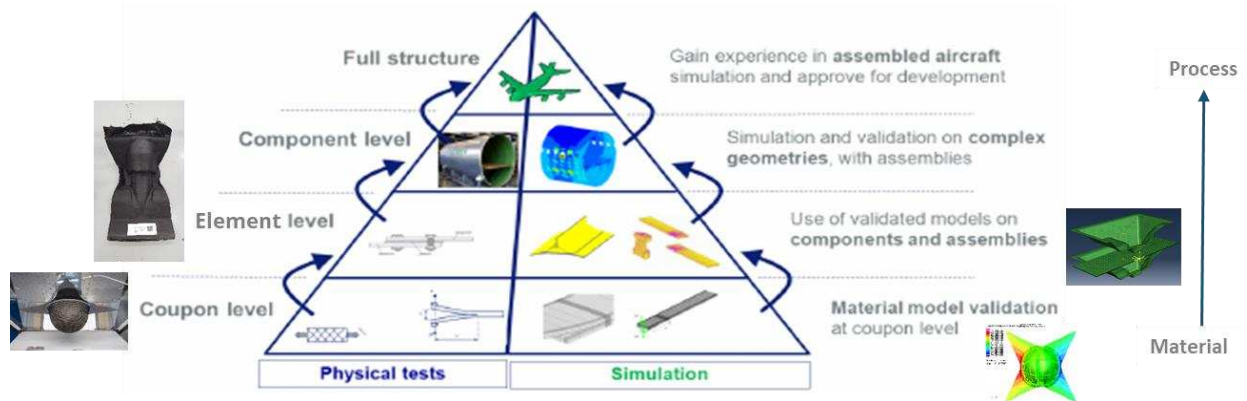 Full structure
Gain experience in assembled aircraft
simulation and approve for development
Process
Component level
Simulation and validation on complex
geometries, with assemblies
Element level
Use of validated models on
components and assemblies
Coupon level
Material model validation
at coupon level
Material
Physical tests
Simulation